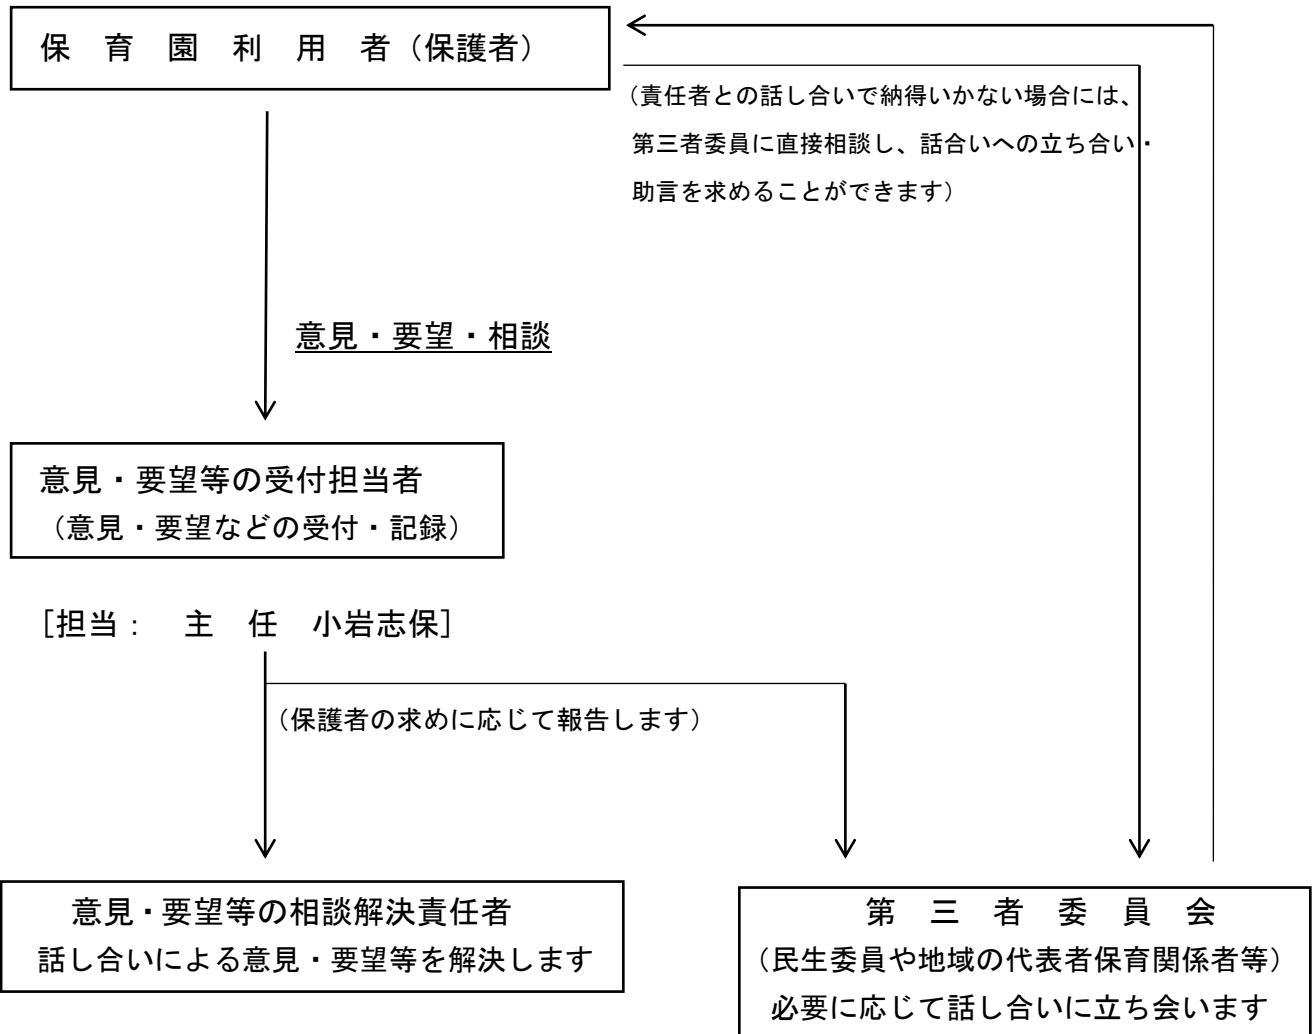 保　育　園　利　用　者（保護者）
（責任者との話し合いで納得いかない場合には、
第三者委員に直接相談し、話合いへの立ち合い・
助言を求めることができます）
意見・要望・相談
意見・要望等の受付担当者
（意見・要望などの受付・記録）
［担当：　主　任　小岩志保］
（保護者の求めに応じて報告します）
意見・要望等の相談解決責任者
話し合いによる意見・要望等を解決します
第　三　者　委　員　会
（民生委員や地域の代表者保育関係者等）
必要に応じて話し合いに立ち会います